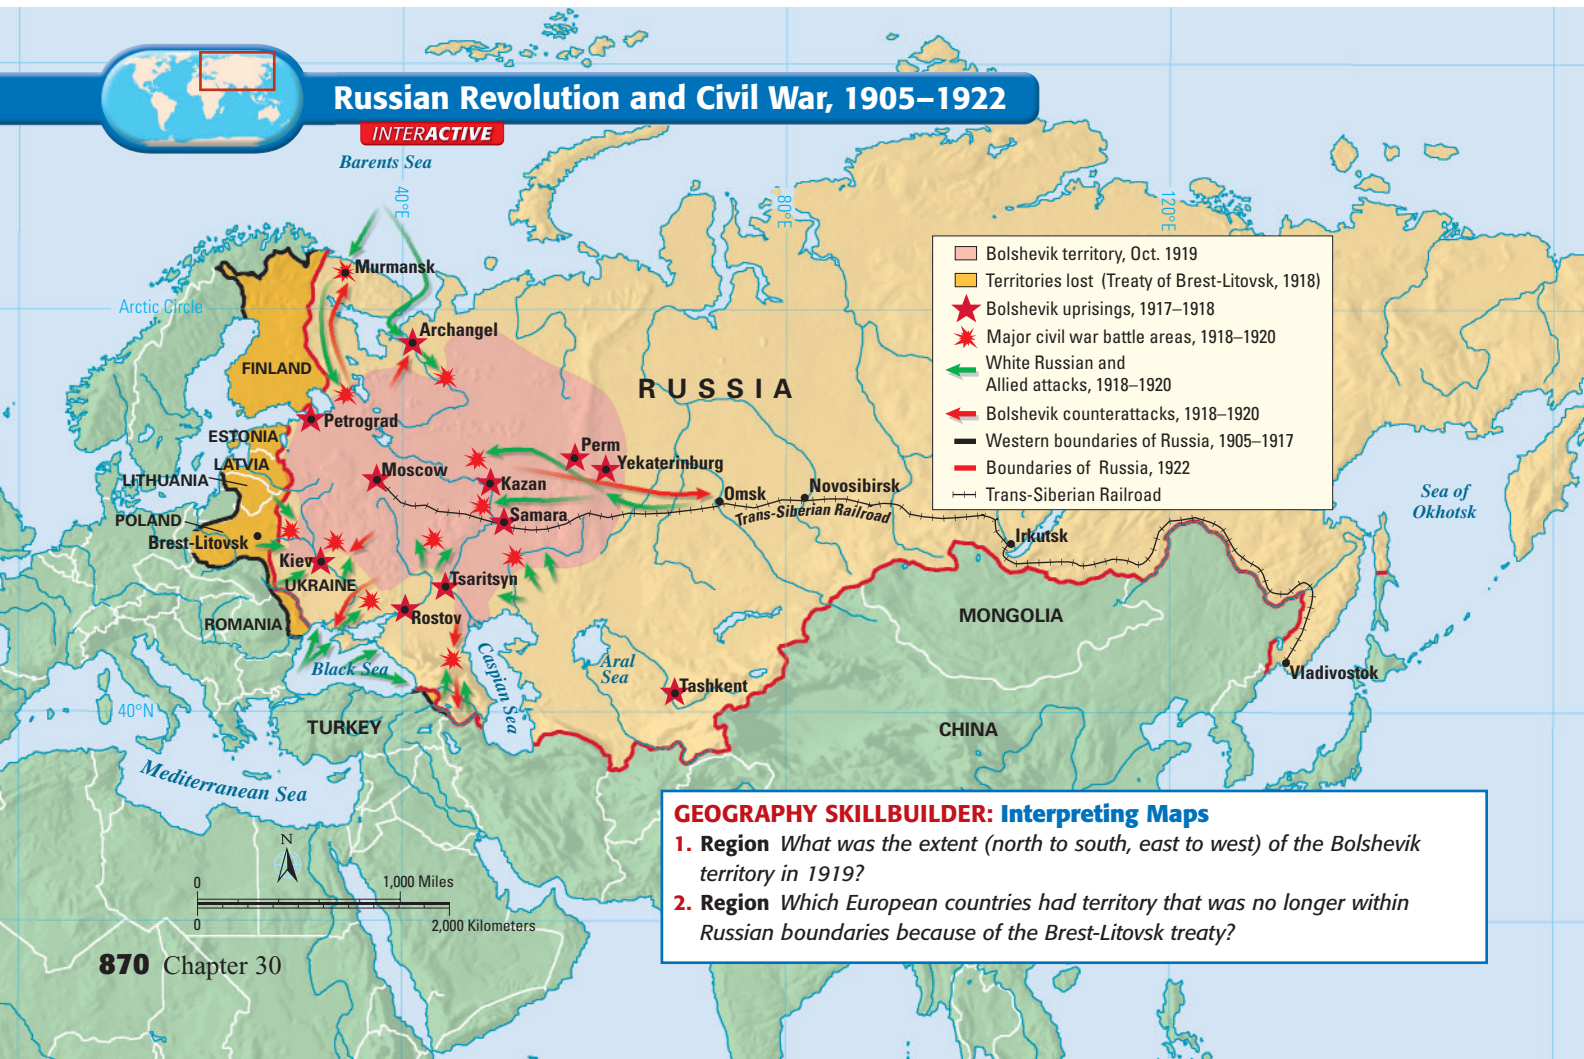 Russian Revolution and Civil War, 1905–1922
INTERACTIVE
Barents Sea
40°E
80°E
120°E
Murmansk
Arctic Circle
Archangel
FINLAND
RUSSIA
Petrograd
ESTONIA
LATVIA
LITHUANIA
POLAND
Brest-Litovsk
Moscow
Perm
Yekaterinburg
Kazan
Samara
Omsk
Novosibirsk
Trans-Siberian Railroad
Irkutsk
Sea of
Okhotsk
Kiev
UKRAINE
Tsaritsyn
Rostov
ROMANIA
Black Sea
Caspian Sea
Aral
Sea
Tashkent
MONGOLIA
Vladivostok
40°N
TURKEY
CHINA
Mediterranean Sea
Bolshevik territory, Oct. 1919
Territories lost (Treaty of Brest-Litovsk, 1918)
Bolshevik uprisings, 1917–1918
Major civil war battle areas, 1918–1920
White Russian and
Allied attacks, 1918–1920
Bolshevik counterattacks, 1918–1920
Western boundaries of Russia, 1905–1917
Boundaries of Russia, 1922
Trans-Siberian Railroad
N
0
1,000 Miles
0
2,000 Kilometers
GEOGRAPHY SKILLBUILDER: Interpreting Maps
1. Region What was the extent (north to south, east to west) of the Bolshevik
territory in 1919?
2. Region Which European countries had territory that was no longer within
Russian boundaries because of the Brest-Litovsk treaty?
870 Chapter 30